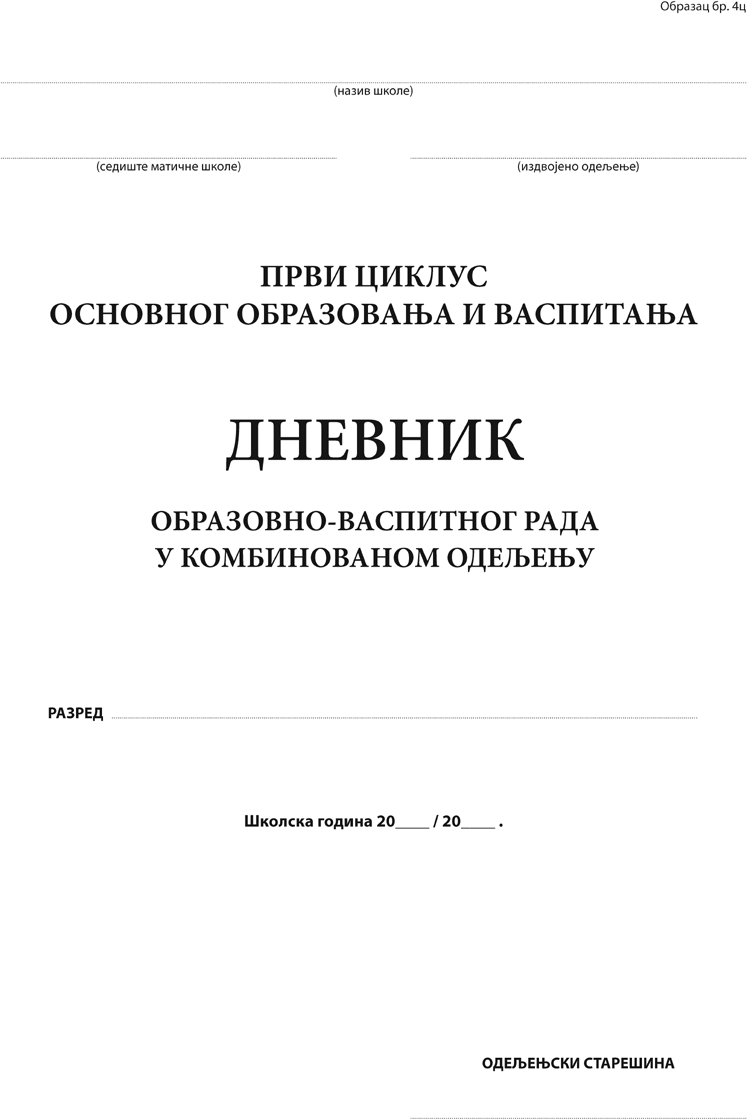 Образац бр. 4ц
(назив школе)
(седиште матичне школе) (издвојено одељење)
ПРВИ ЦИКЛУС
ОСНОВНОГ ОБРАЗОВАЊА И ВАСПИТАЊА
ДНЕВНИК
ОБРАЗОВНО-ВАСПИТНОГ РАДА
У КОМБИНОВАНОМ ОДЕЉЕЊУ
РАЗРЕД
Школска година 20____ / 20____ .
ОДЕЉЕЊСКИ СТАРЕШИНА